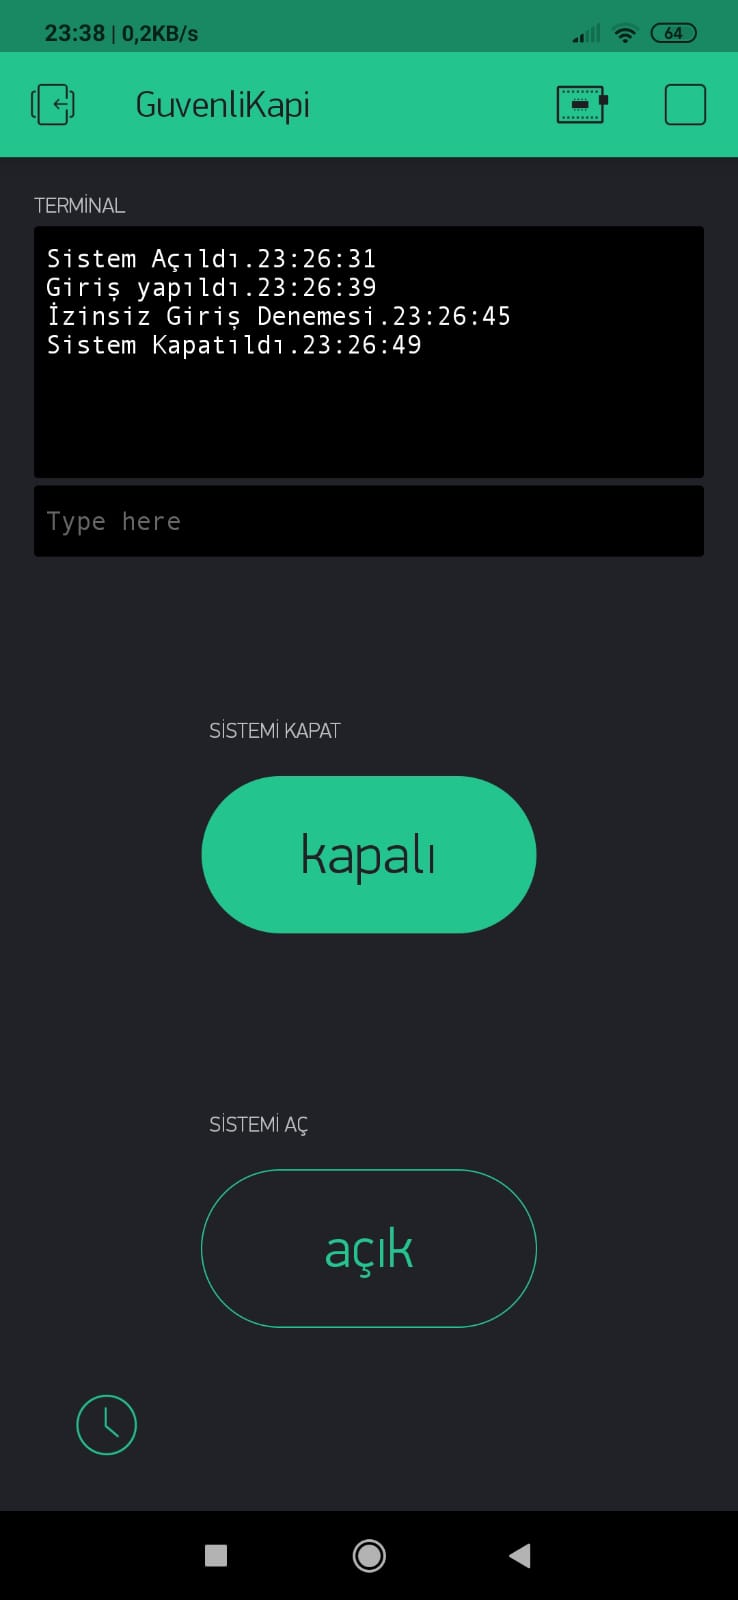 23:38 | 0,2KB/s
64
GuvenliKapi
TERMİNAL
Sistem Açıldı.23:26:31
Giriş yapıldı.23:26:39
İzinsiz Giriş Denemesi.23:26:45
Sistem Kapatıldı.23:26:49
Type here
SİSTEMİ KAPAT
kapalı
SİSTEMİ AÇ
açık